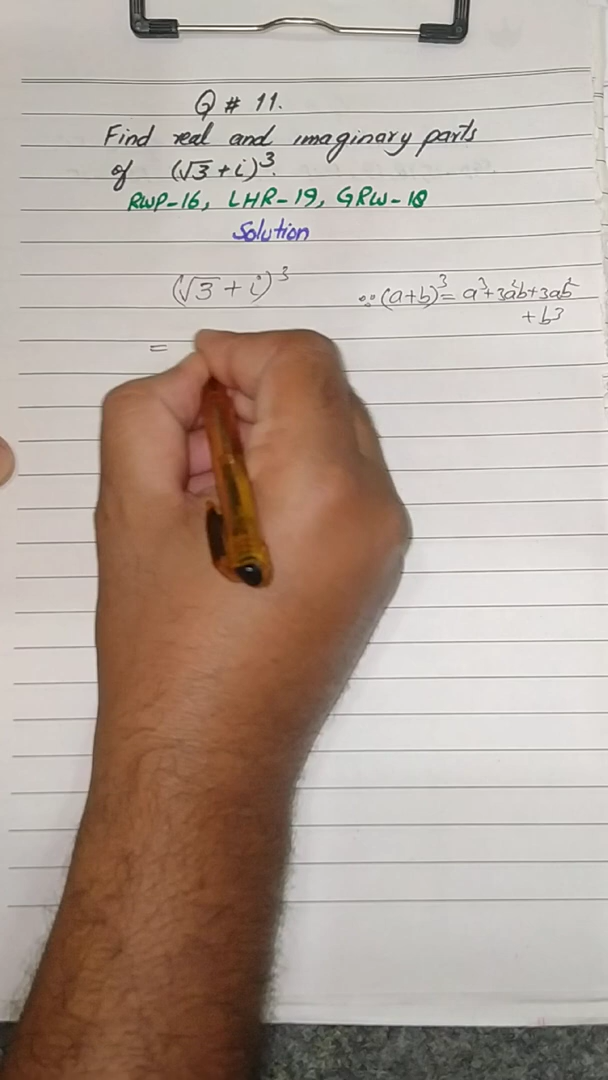 Q # 11.
Find real and imaginary parts
of (√3 + i)³.
RWP-16, LHR-19, GRW-18
Solution
(√3 + i)³ ∵ (a+b)³ = a³+3a²b+3ab²
+ b³
=